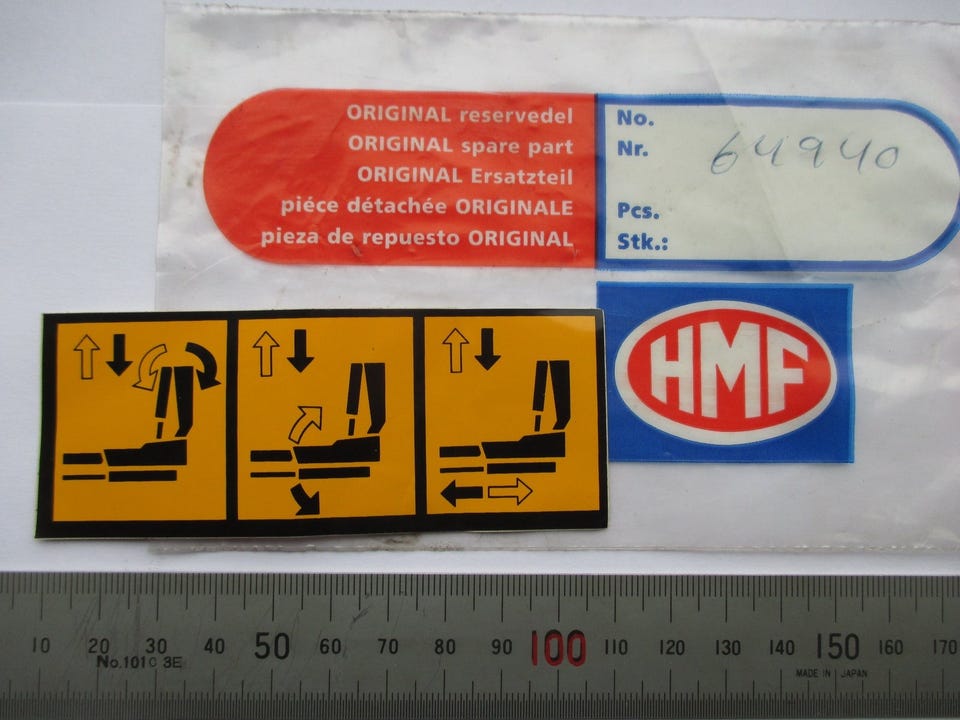 ORIGINAL reservedel
ORIGINAL spare part
ORIGINAL Ersatzteil
piéce détachée ORIGINALE
pieza de repuesto ORIGINAL
No.
Nr. 64940
Pcs.
Stk.:
HMF
10 20 30 40 50 60 70 80 90 100 110 120 130 140 150 160 170
No.101C 3E
MADE IN JAPAN